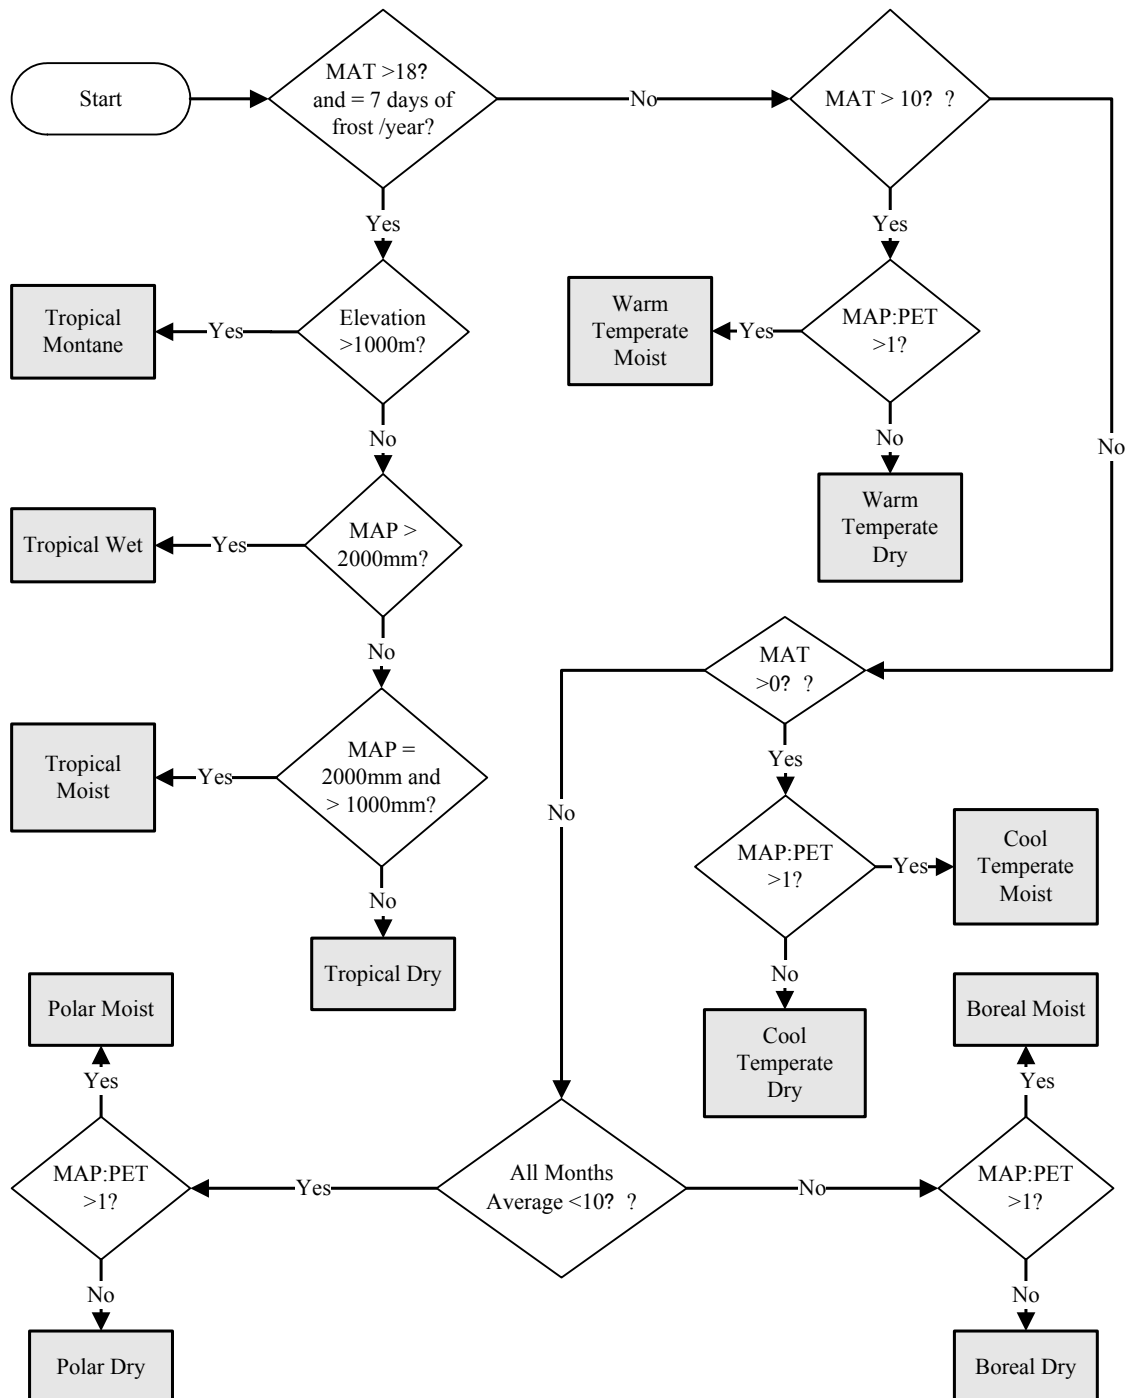 Start
MAT >18?
and = 7 days of
frost /year?
No
MAT > 10? ?
Yes
Yes
Tropical
Montane
Yes
Elevation
>1000m?
Warm
Temperate
Moist
Yes
MAP:PET
>1?
No
No
No
Warm
Temperate
Dry
Tropical Wet
Yes
MAP >
2000mm?
No
MAT
>0? ?
Yes
Tropical
Moist
Yes
MAP =
2000mm and
> 1000mm?
No
MAP:PET
>1?
Yes
Cool
Temperate
Moist
No
Tropical Dry
No
Cool
Temperate
Dry
Polar Moist
Yes
MAP:PET
>1?
Yes
All Months
Average <10? ?
No
Boreal Moist
Yes
MAP:PET
>1?
No
Polar Dry
No
Boreal Dry